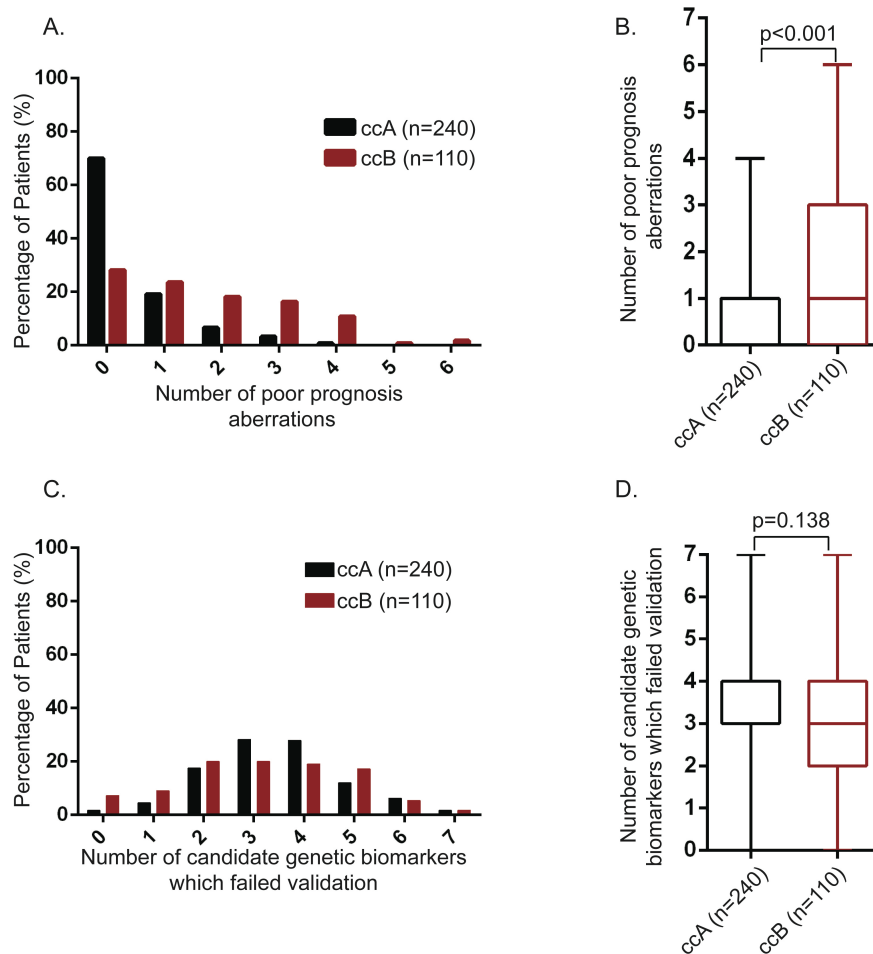 A.
100
80
60
40
20
0
Percentage of Patients (%)
ccA (n=240)
ccB (n=110)
0 1 2 3 4 5 6
Number of poor prognosis
aberrations
B.
p<0.001
7
6
5
4
3
2
1
0
Number of poor prognosis
aberrations
ccA (n=240)
ccB (n=110)
C.
100
80
60
40
20
0
Percentage of Patients (%)
ccA (n=240)
ccB (n=110)
0 1 2 3 4 5 6 7
Number of candidate genetic biomarkers
which failed validation
D.
p=0.138
7
6
5
4
3
2
1
0
Number of candidate genetic
biomarkers which failed validation
ccA (n=240)
ccB (n=110)